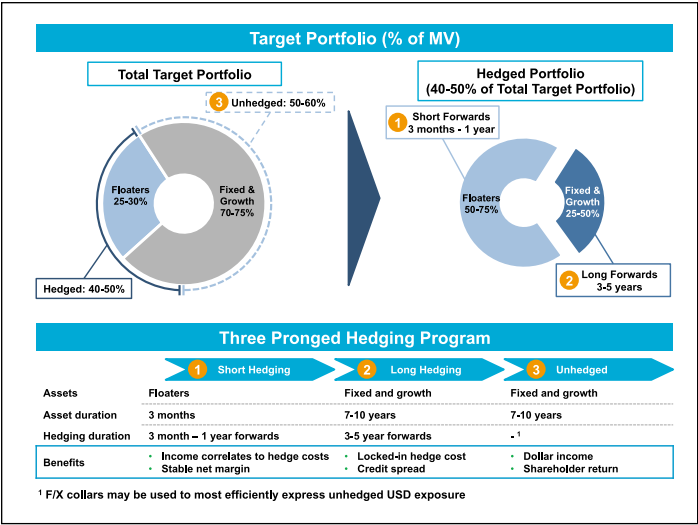 Target Portfolio (% of MV)
Total Target Portfolio
Hedged Portfolio
(40-50% of Total Target Portfolio)
3 Unhedged: 50-60%
1 Short Forwards
3 months - 1 year
Floaters
25-30%
Fixed &
Growth
70-75%
Floaters
50-75%
Fixed &
Growth
25-50%
Hedged: 40-50%
2 Long Forwards
3-5 years
Three Pronged Hedging Program
1 Short Hedging
2 Long Hedging
3 Unhedged
Assets Floaters Fixed and growth Fixed and growth
Asset duration 3 months 7-10 years 7-10 years
Hedging duration 3 month – 1 year forwards 3-5 year forwards - ¹
Benefits
• Income correlates to hedge costs
• Stable net margin
• Locked-in hedge cost
• Credit spread
• Dollar income
• Shareholder return
¹ F/X collars may be used to most efficiently express unhedged USD exposure